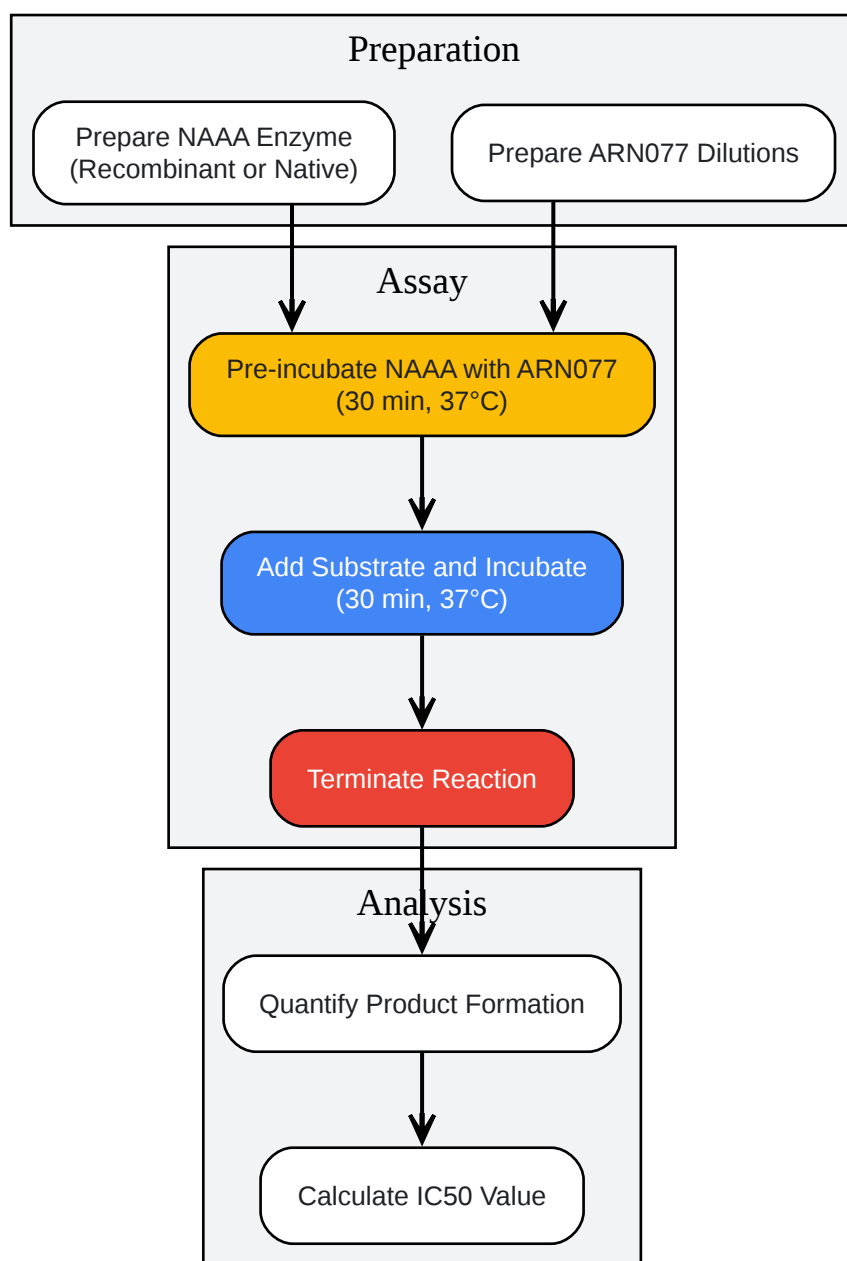 Preparation
Prepare NAAA Enzyme
(Recombinant or Native)
Prepare ARN077 Dilutions
Assay
Pre-incubate NAAA with ARN077
(30 min, 37°C)
Add Substrate and Incubate
(30 min, 37°C)
Terminate Reaction
Analysis
Quantify Product Formation
Calculate IC50 Value